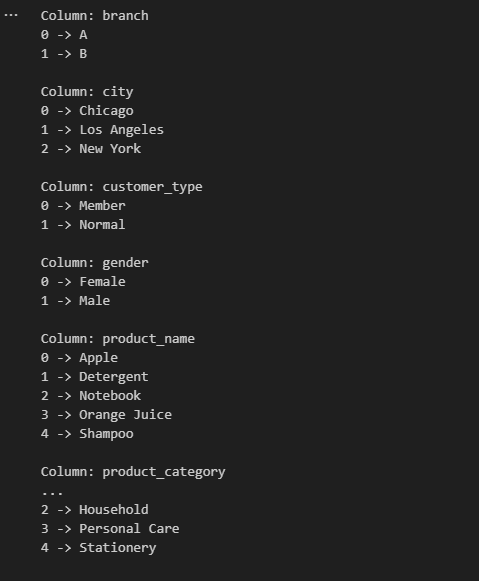 ...
Column: branch
0 -> A
1 -> B
Column: city
0 -> Chicago
1 -> Los Angeles
2 -> New York
Column: customer_type
0 -> Member
1 -> Normal
Column: gender
0 -> Female
1 -> Male
Column: product_name
0 -> Apple
1 -> Detergent
2 -> Notebook
3 -> Orange Juice
4 -> Shampoo
Column: product_category
...
2 -> Household
3 -> Personal Care
4 -> Stationery